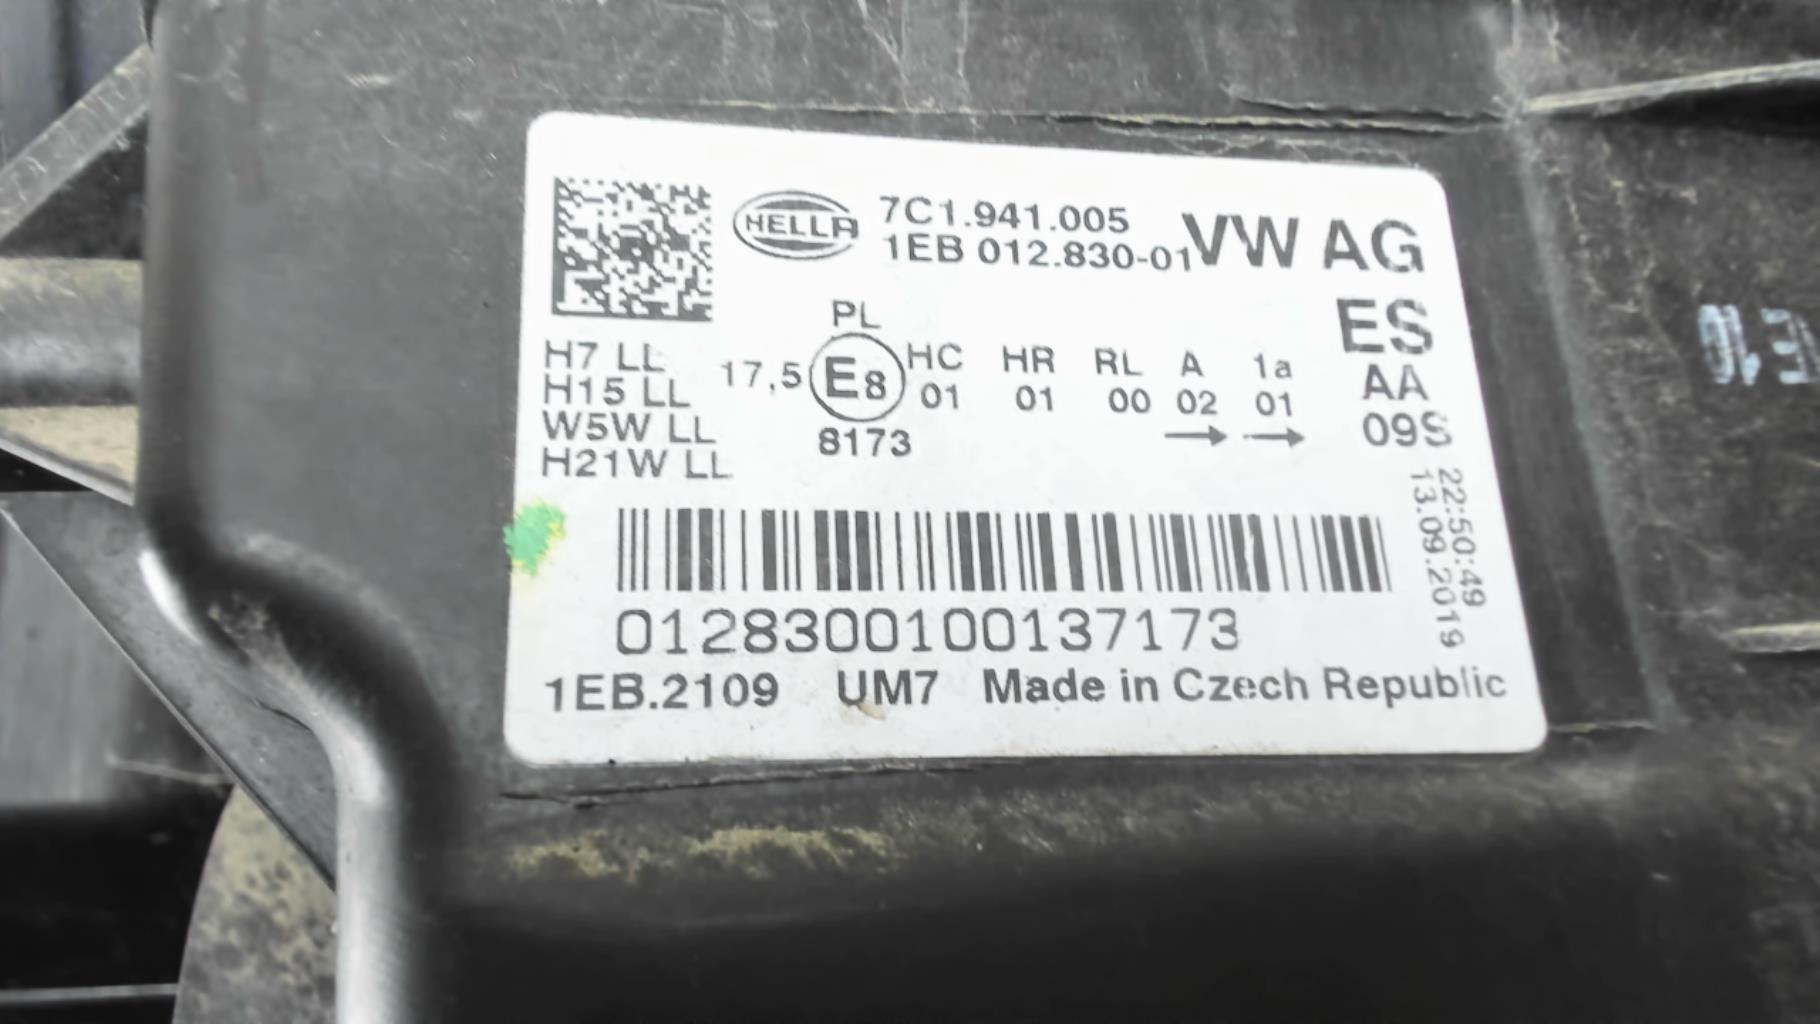 HELLA
7C1.941.005
1EB 012.830-01
VW AG
ES
AA
09S
PL
17,5 E8
8173
HC HR RL A 1a
01 01 00 02 01
→ →
H7 LL
H15 LL
W5W LL
H21W LL
22:50:49
13.09.2019
0128300100137173
1EB.2109 UM7 Made in Czech Republic